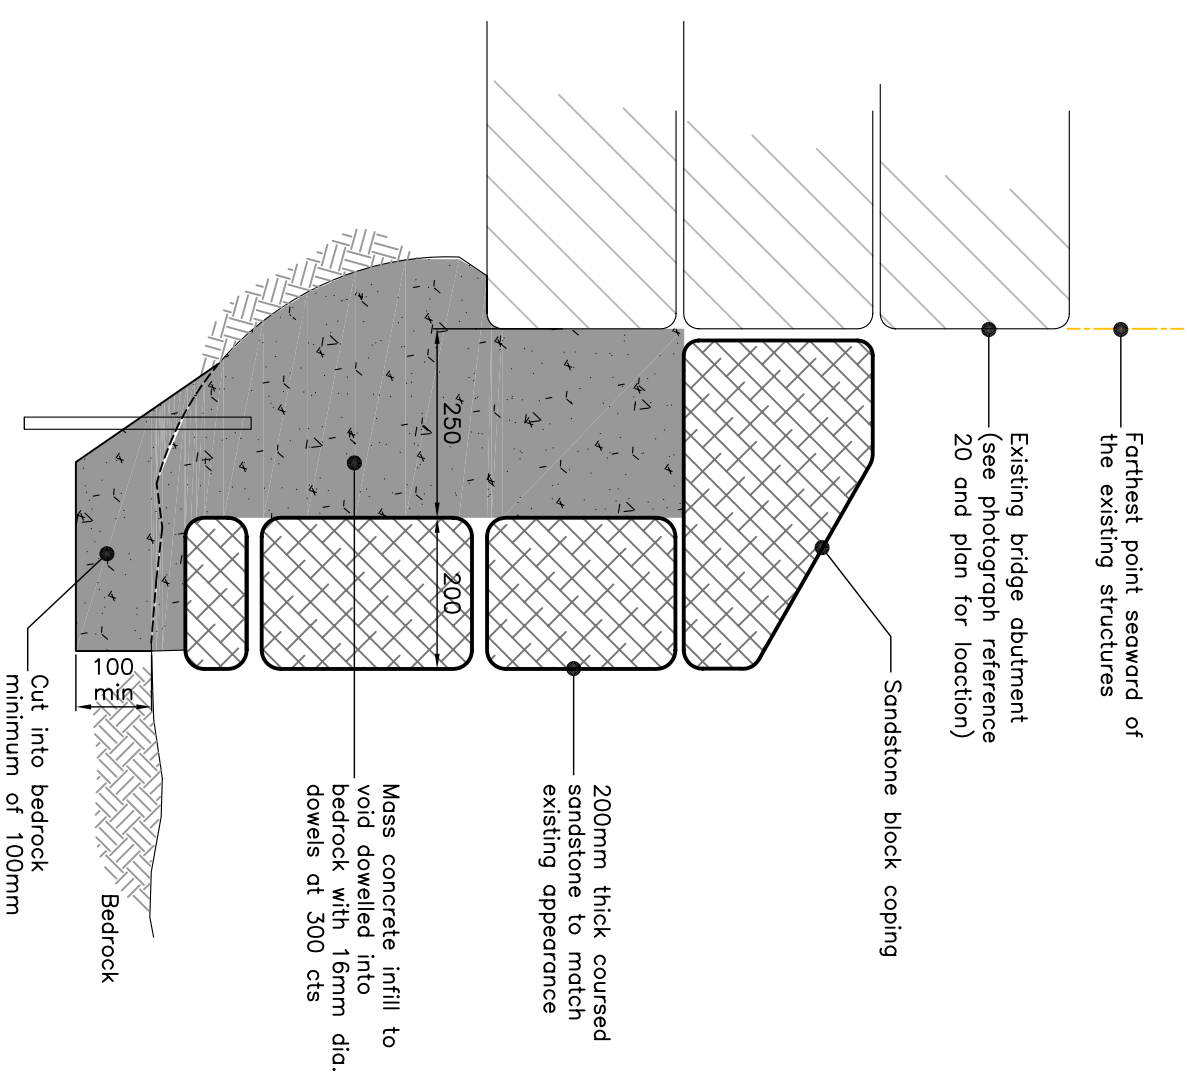 Farthest point seaward of
the existing structures
Existing bridge abutment
(see photograph reference
20 and plan for loaction)
Sandstone block coping
200mm thick coursed
sandstone to match
existing appearance
Mass concrete infill to
void dowelled into
bedrock with 16mm dia.
dowels at 300 cts
250
200
100
min
Bedrock
Cut into bedrock
minimum of 100mm